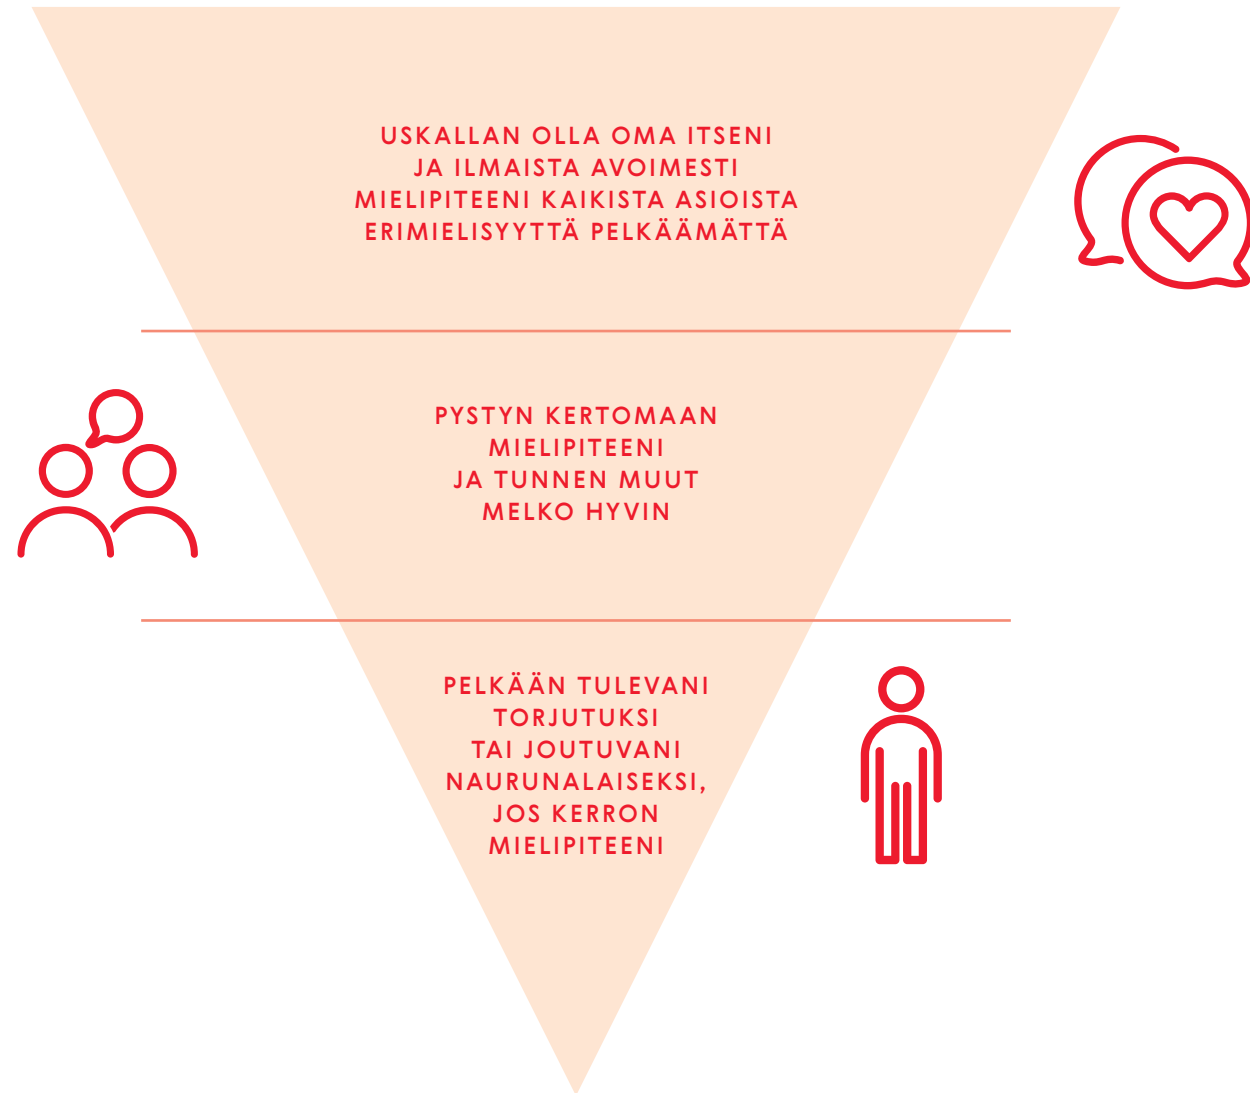 USKALLAN OLLA OMA ITSENI
JA ILMAISTA AVOIMESTI
MIELIPITEENI KAIKISTA ASIOISTA
ERIMIELISYYTTÄ PELKÄÄMÄTTÄ
PYSTYN KERTOMAAN
MIELIPITEENI
JA TUNNEN MUUT
MELKO HYVIN
PELKÄÄN TULEVANI
TORJUTUKSI
TAI JOUTUVANI
NAURUNALAISEKSI,
JOS KERRON
MIELIPITEENI